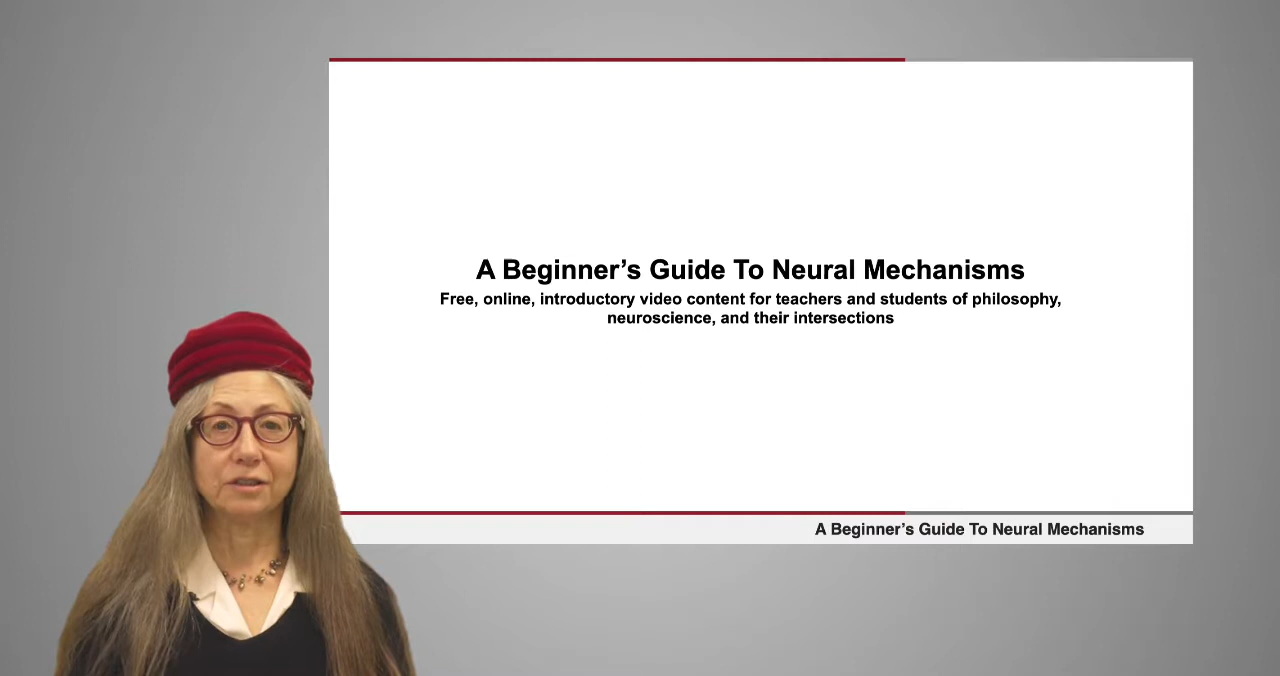 A Beginner’s Guide To Neural Mechanisms
Free, online, introductory video content for teachers and students of philosophy,
neuroscience, and their intersections
A Beginner’s Guide To Neural Mechanisms